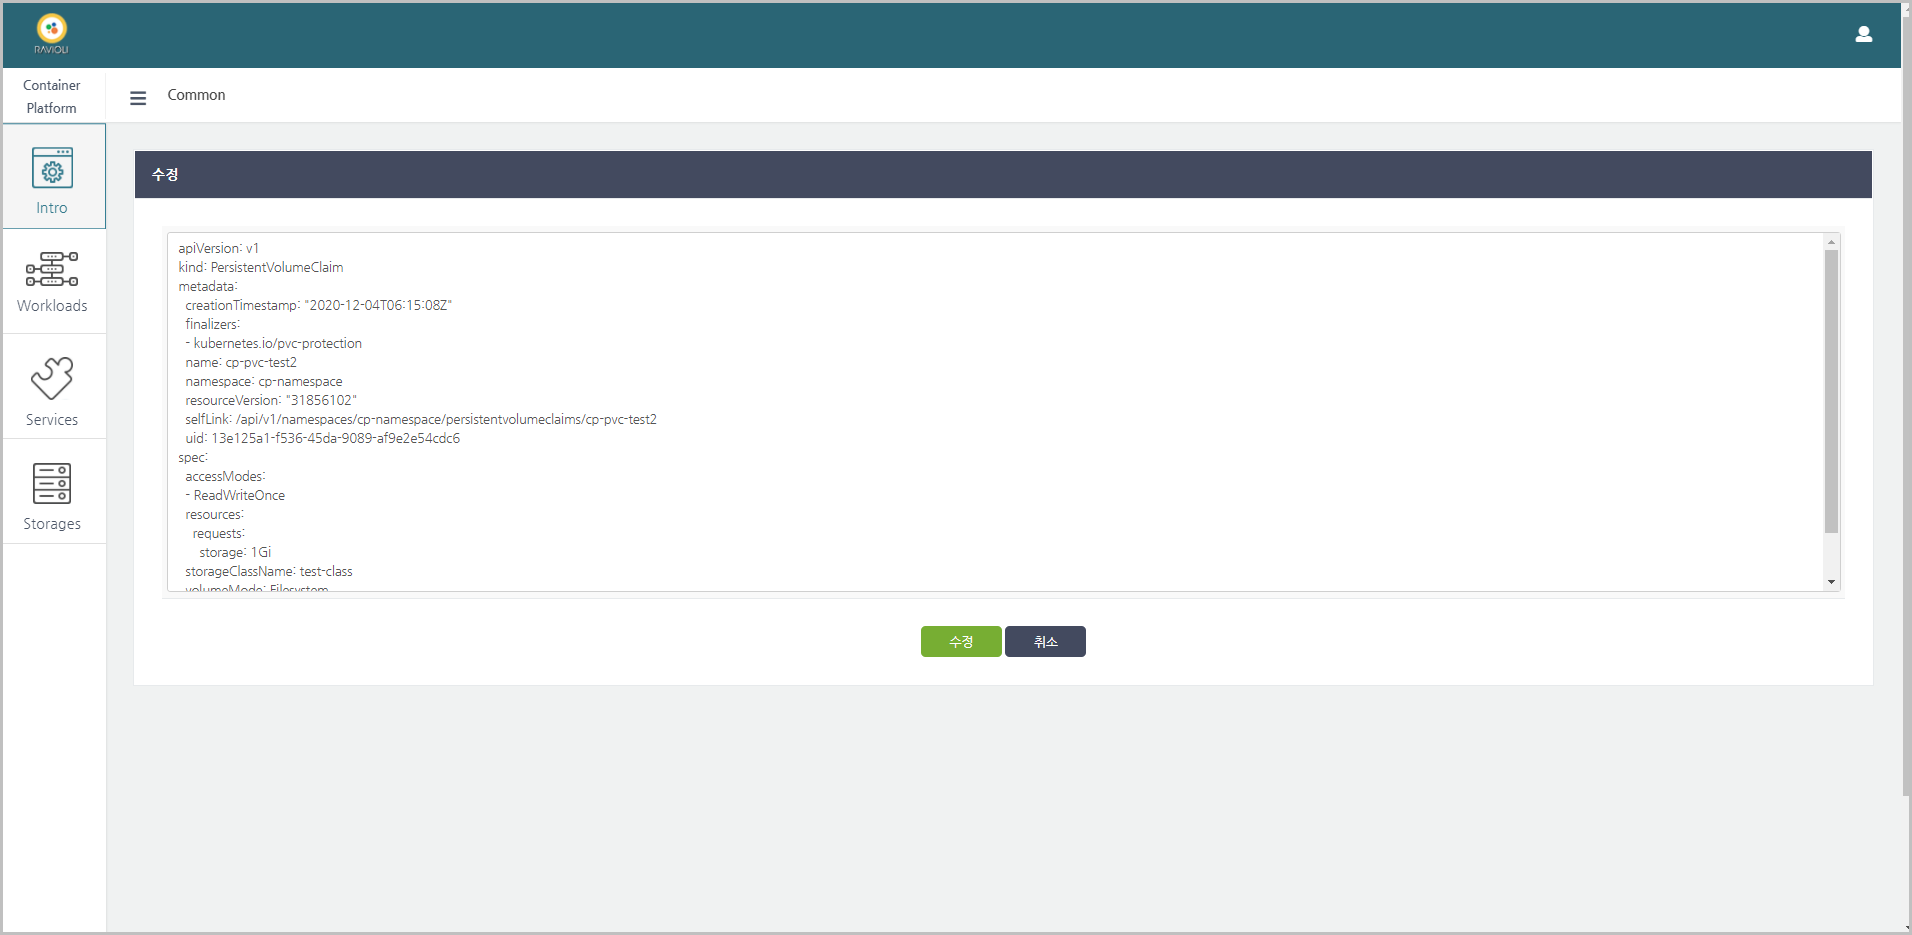 RAVIOLI
Container
Platform
Common
Intro
Workloads
Services
Storages
수정
apiVersion: v1
kind: PersistentVolumeClaim
metadata:
  creationTimestamp: "2020-12-04T06:15:08Z"
  finalizers:
  - kubernetes.io/pvc-protection
  name: cp-pvc-test2
  namespace: cp-namespace
  resourceVersion: "31856102"
  selfLink: /api/v1/namespaces/cp-namespace/persistentvolumeclaims/cp-pvc-test2
  uid: 13e125a1-f536-45da-9089-af9e2e54cdc6
spec:
  accessModes:
  - ReadWriteOnce
  resources:
    requests:
      storage: 1Gi
  storageClassName: test-class
  volumeMode: Filesystem
수정 취소